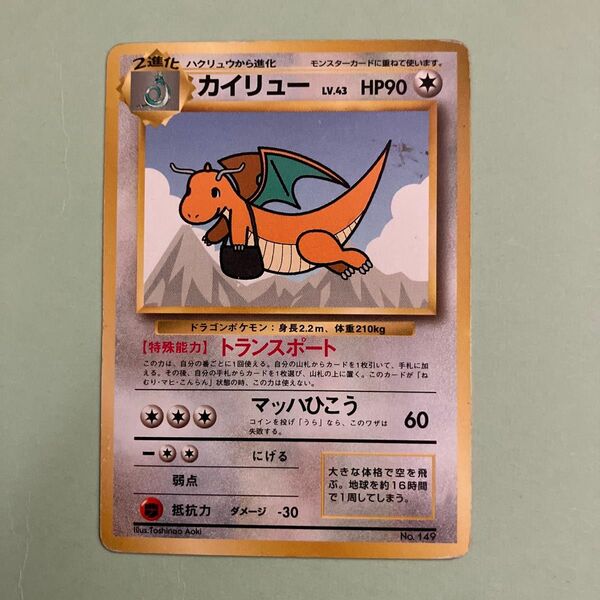 2進化
ハクリュウから進化
モンスターカードに重ねて使います。
カイリュー LV.43 HP90
ドラゴンポケモン:身長2.2m、体重210kg
【特殊能力】トランスポート
この力は、自分の番ごとに1回使える。自分の山札からカードを1枚引いて、手札に加
える。その後、自分の手札からカードを1枚選び、山札の上に置く。このカードが「ね
むり・マヒ・こんらん」状態の時、この力は使えない。
マッハひこう 60
コインを投げ「うら」なら、このワザは
失敗する。
にげる
弱点
抵抗力 ダメージ -30
大きな体格で空を飛
ぶ。地球を約16時間
で1周してしまう。
Illus.Toshinao Aoki
No.149